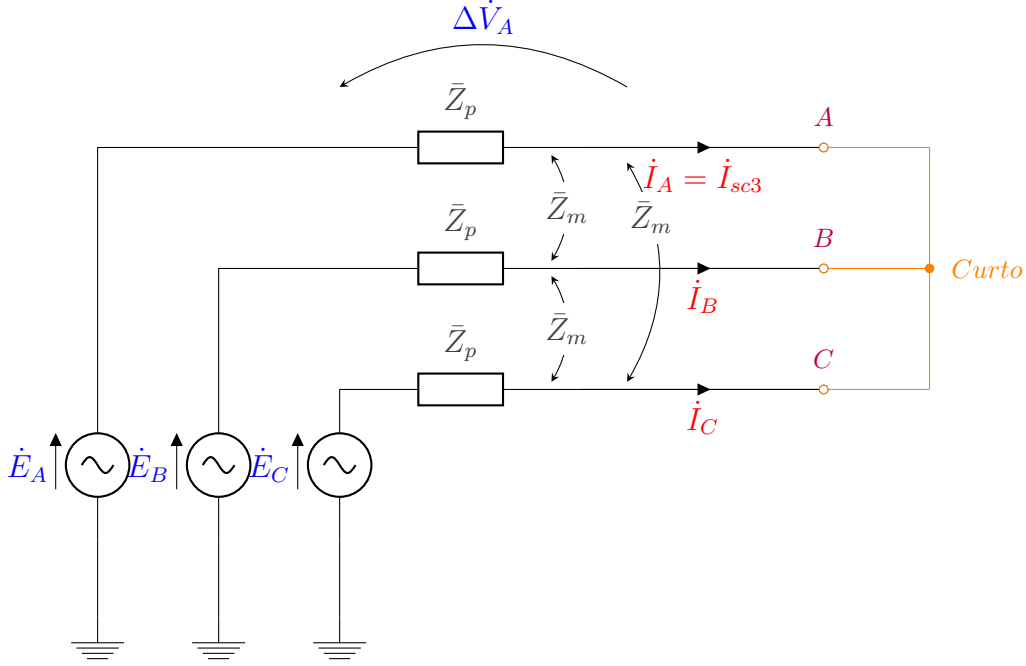 ΔV̇_A
Z̄_p
A
İ_A = İ_sc3
Z̄_m
Z̄_m
Z̄_p
B
Curto
İ_B
Z̄_m
Z̄_p
C
İ_C
Ė_A
Ė_B
Ė_C